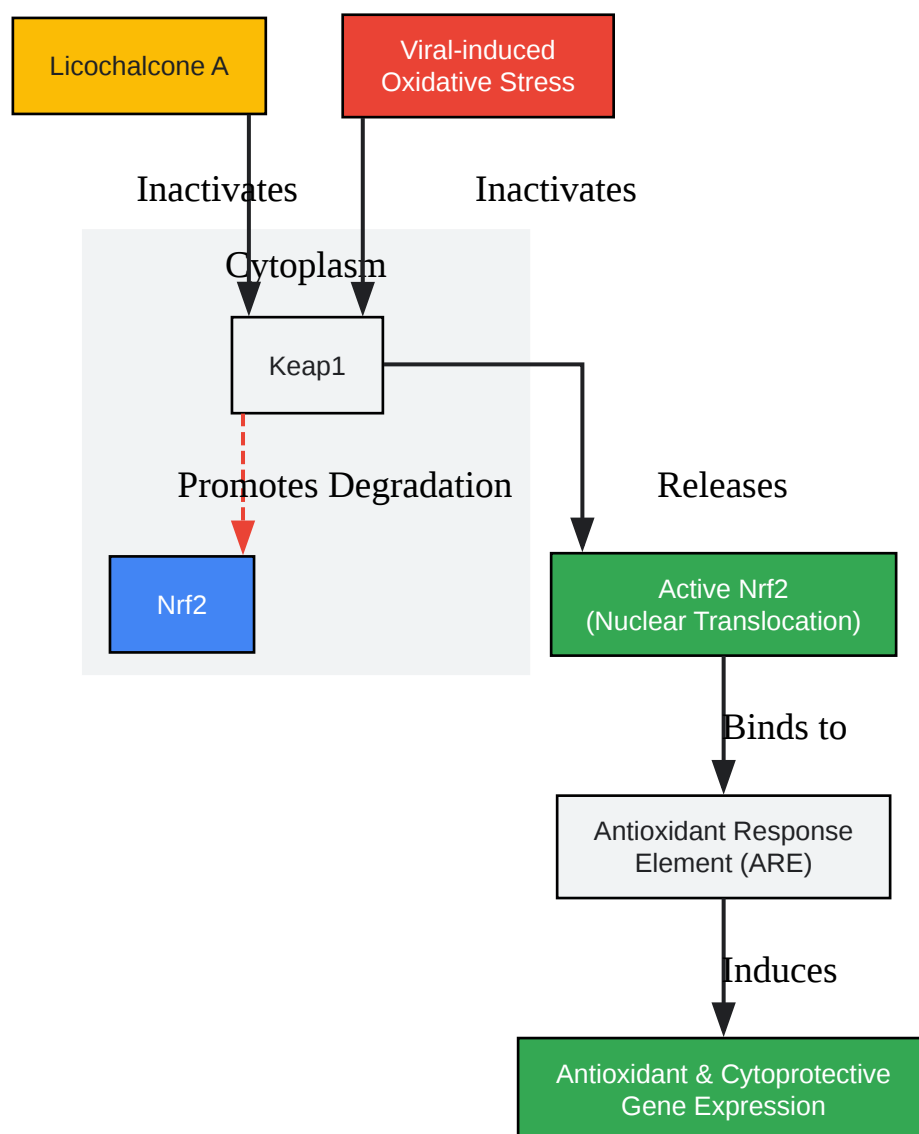 Licochalcone A
Viral-induced
Oxidative Stress
Inactivates
Inactivates
Cytoplasm
Keap1
Promotes Degradation
Releases
Nrf2
Active Nrf2
(Nuclear Translocation)
Binds to
Antioxidant Response
Element (ARE)
Induces
Antioxidant & Cytoprotective
Gene Expression